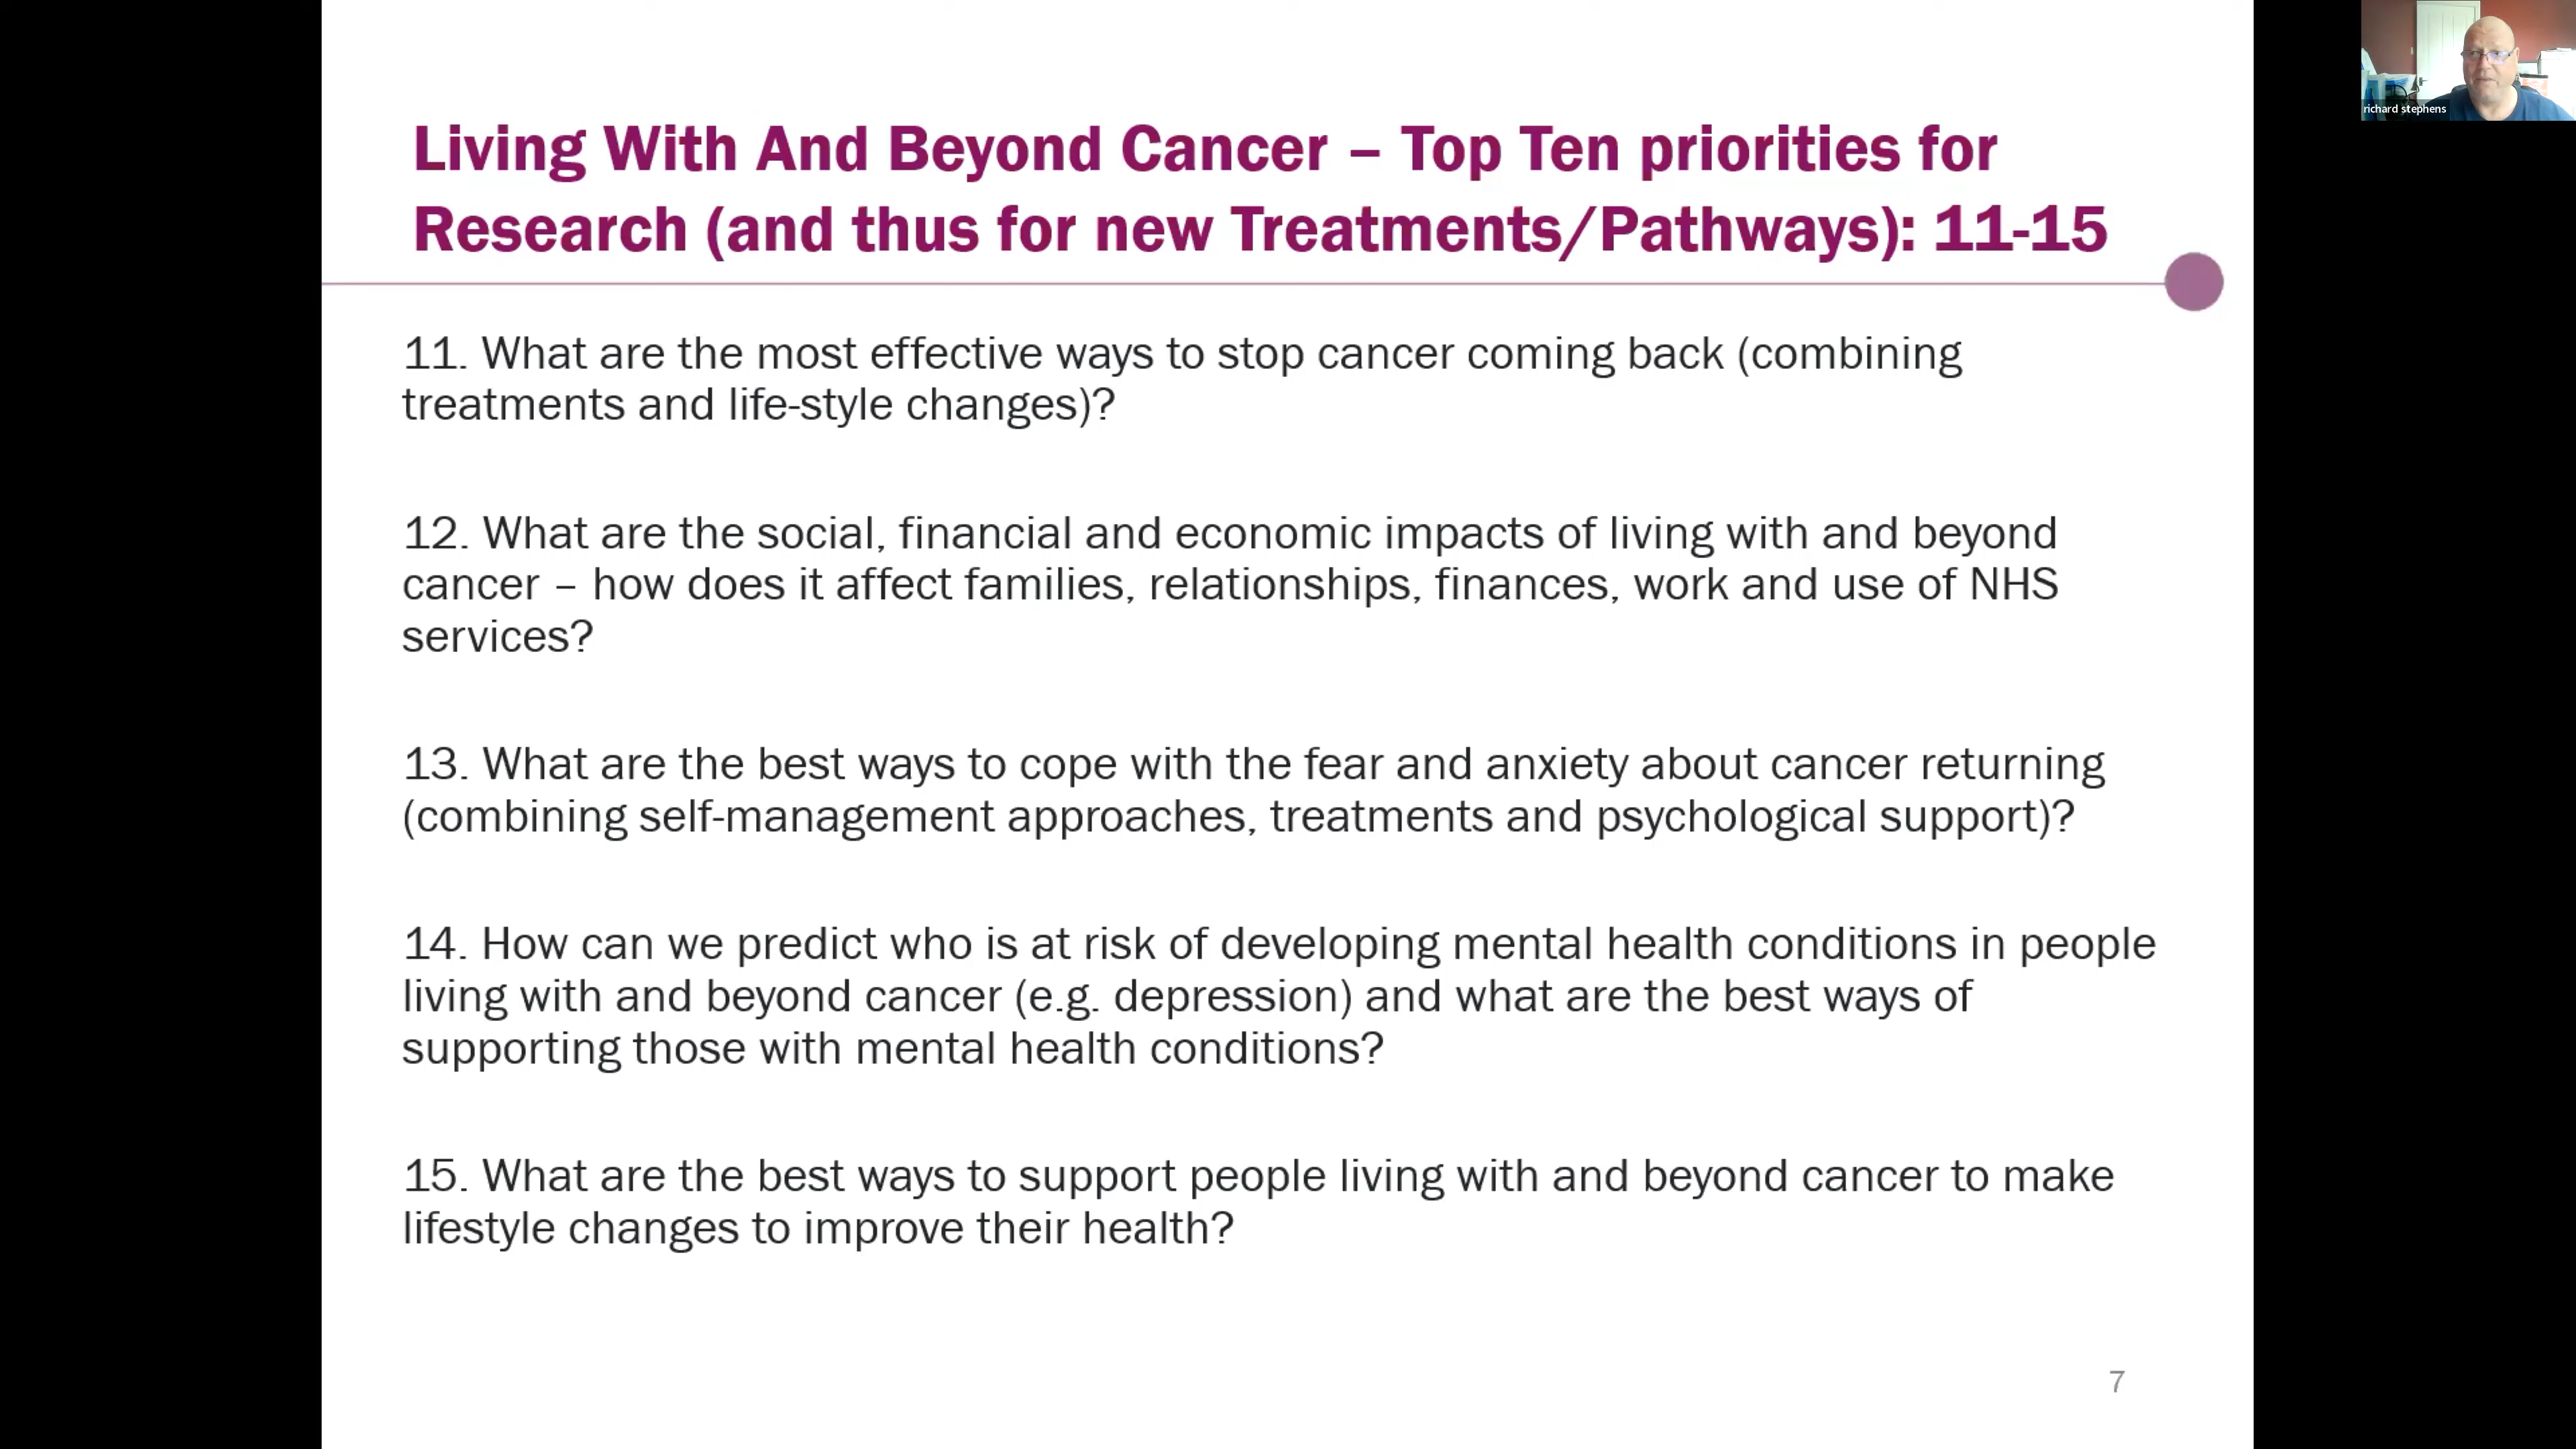 richard stephens
Living With And Beyond Cancer – Top Ten priorities for
Research (and thus for new Treatments/Pathways): 11-15
11. What are the most effective ways to stop cancer coming back (combining
treatments and life-style changes)?
12. What are the social, financial and economic impacts of living with and beyond
cancer – how does it affect families, relationships, finances, work and use of NHS
services?
13. What are the best ways to cope with the fear and anxiety about cancer returning
(combining self-management approaches, treatments and psychological support)?
14. How can we predict who is at risk of developing mental health conditions in people
living with and beyond cancer (e.g. depression) and what are the best ways of
supporting those with mental health conditions?
15. What are the best ways to support people living with and beyond cancer to make
lifestyle changes to improve their health?
7